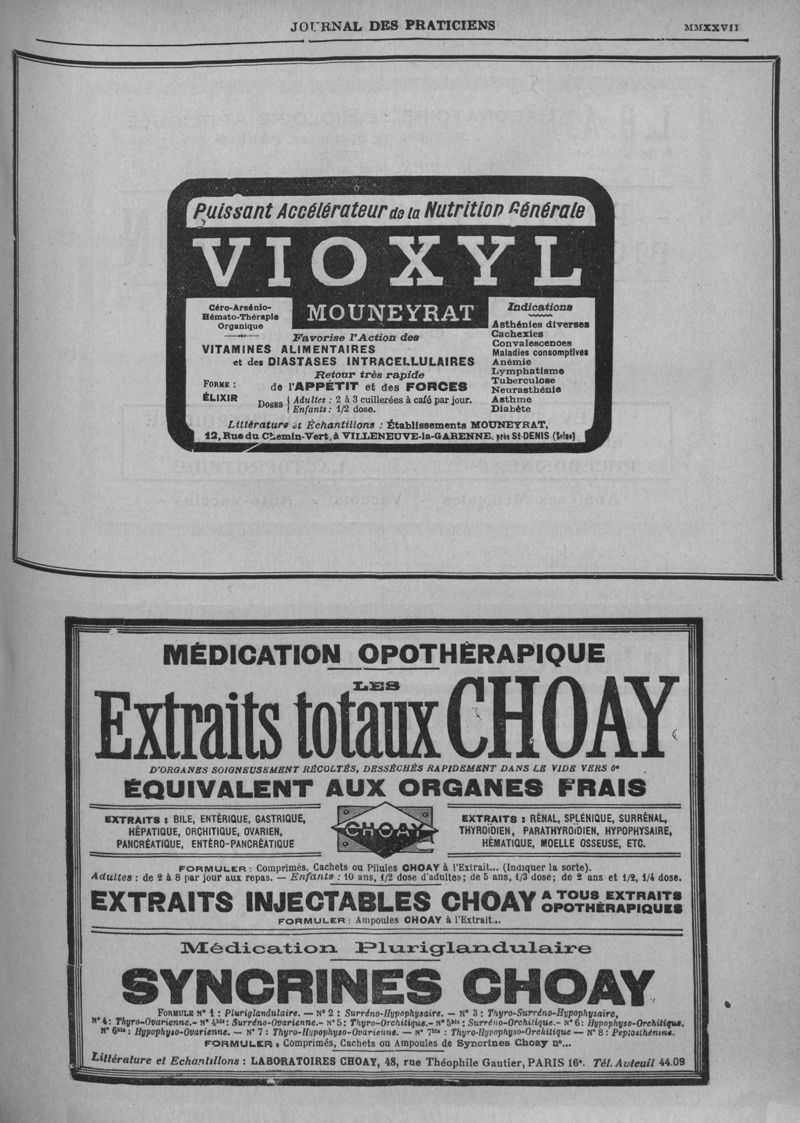 JOURNAL DES PRATICIENS
MMXXVII
Puissant Accélérateur de la Nutrition Générale
VIOXYL
Céro-Arsénio-
Hémato-Thérapie
Organique
MOUNEYRAT
Favorise l'Action des
VITAMINES ALIMENTAIRES
et des DIASTASES INTRACELLULAIRES
Retour très rapide
de l'APPÉTIT et des FORCES
FORME :
ÉLIXIR
DOSES
Adultes : 2 à 3 cuillerées à café par jour.
Enfants : 1/2 dose.
Indications
Asthénies diverses
Cachexies
Convalescences
Maladies consomptives
Anémie
Lymphatisme
Tuberculose
Neurasthénie
Asthme
Diabète
Littérature et Échantillons : Établissements MOUNEYRAT,
12, Rue du Chemin-Vert, à VILLENEUVE-la-GARENNE, près St-DENIS (Seine)
MÉDICATION OPOTHÉRAPIQUE
LES
Extraits totaux CHOAY
D'ORGANES SOIGNEUSEMENT RÉCOLTÉS, DESSÉCHÉS RAPIDEMENT DANS LE VIDE VERS 0°
ÉQUIVALENT AUX ORGANES FRAIS
EXTRAITS : BILE, ENTÉRIQUE, GASTRIQUE,
HÉPATIQUE, ORCHITIQUE, OVARIEN,
PANCRÉATIQUE, ENTÉRO-PANCRÉATIQUE
CHOAY
EXTRAITS : RÉNAL, SPLÉNIQUE, SURRÉNAL,
THYROÏDIEN, PARATHYROÏDIEN, HYPOPHYSAIRE,
HÉMATIQUE, MOELLE OSSEUSE, ETC.
FORMULER : Comprimés, Cachets ou Pilules CHOAY à l'Extrait... (Indiquer la sorte).
Adultes : de 2 à 8 par jour aux repas. — Enfants : 10 ans, 1/2 dose d'adultes; de 5 ans, 1/3 dose; de 2 ans et 1/2, 1/4 dose.
EXTRAITS INJECTABLES CHOAY A TOUS EXTRAITS
OPOTHÉRAPIQUES
FORMULER : Ampoules CHOAY à l'Extrait...
Médication Pluriglandulaire
SYNCRINES CHOAY
FORMULE N° 1 : Pluriglandulaire. — N° 2 : Surréno-Hypophysaire. — N° 3 : Thyro-Surréno-Hypophysaire,
N° 4 : Thyro-Ovarienne.- N° 4bis : Surréno-Ovarienne.- N° 5 : Thyro-Orchitique.- N° 5bis : Surréno-Orchitique.- N° 6 : Hypophyso-Orchitique.
N° 6bis : Hypophyso-Ovarienne. — N° 7 : Thyro-Hypophyso-Ovarienne. — N° 7bis : Thyro-Hypophyso-Orchitique — N° 8 : Peptosthénine.
FORMULER : Comprimés, Cachets ou Ampoules de Syncrines Choay n°...
Littérature et Echantillons : LABORATOIRES CHOAY, 48, rue Théophile Gautier, PARIS 16e. Tél. Auteuil 44.09